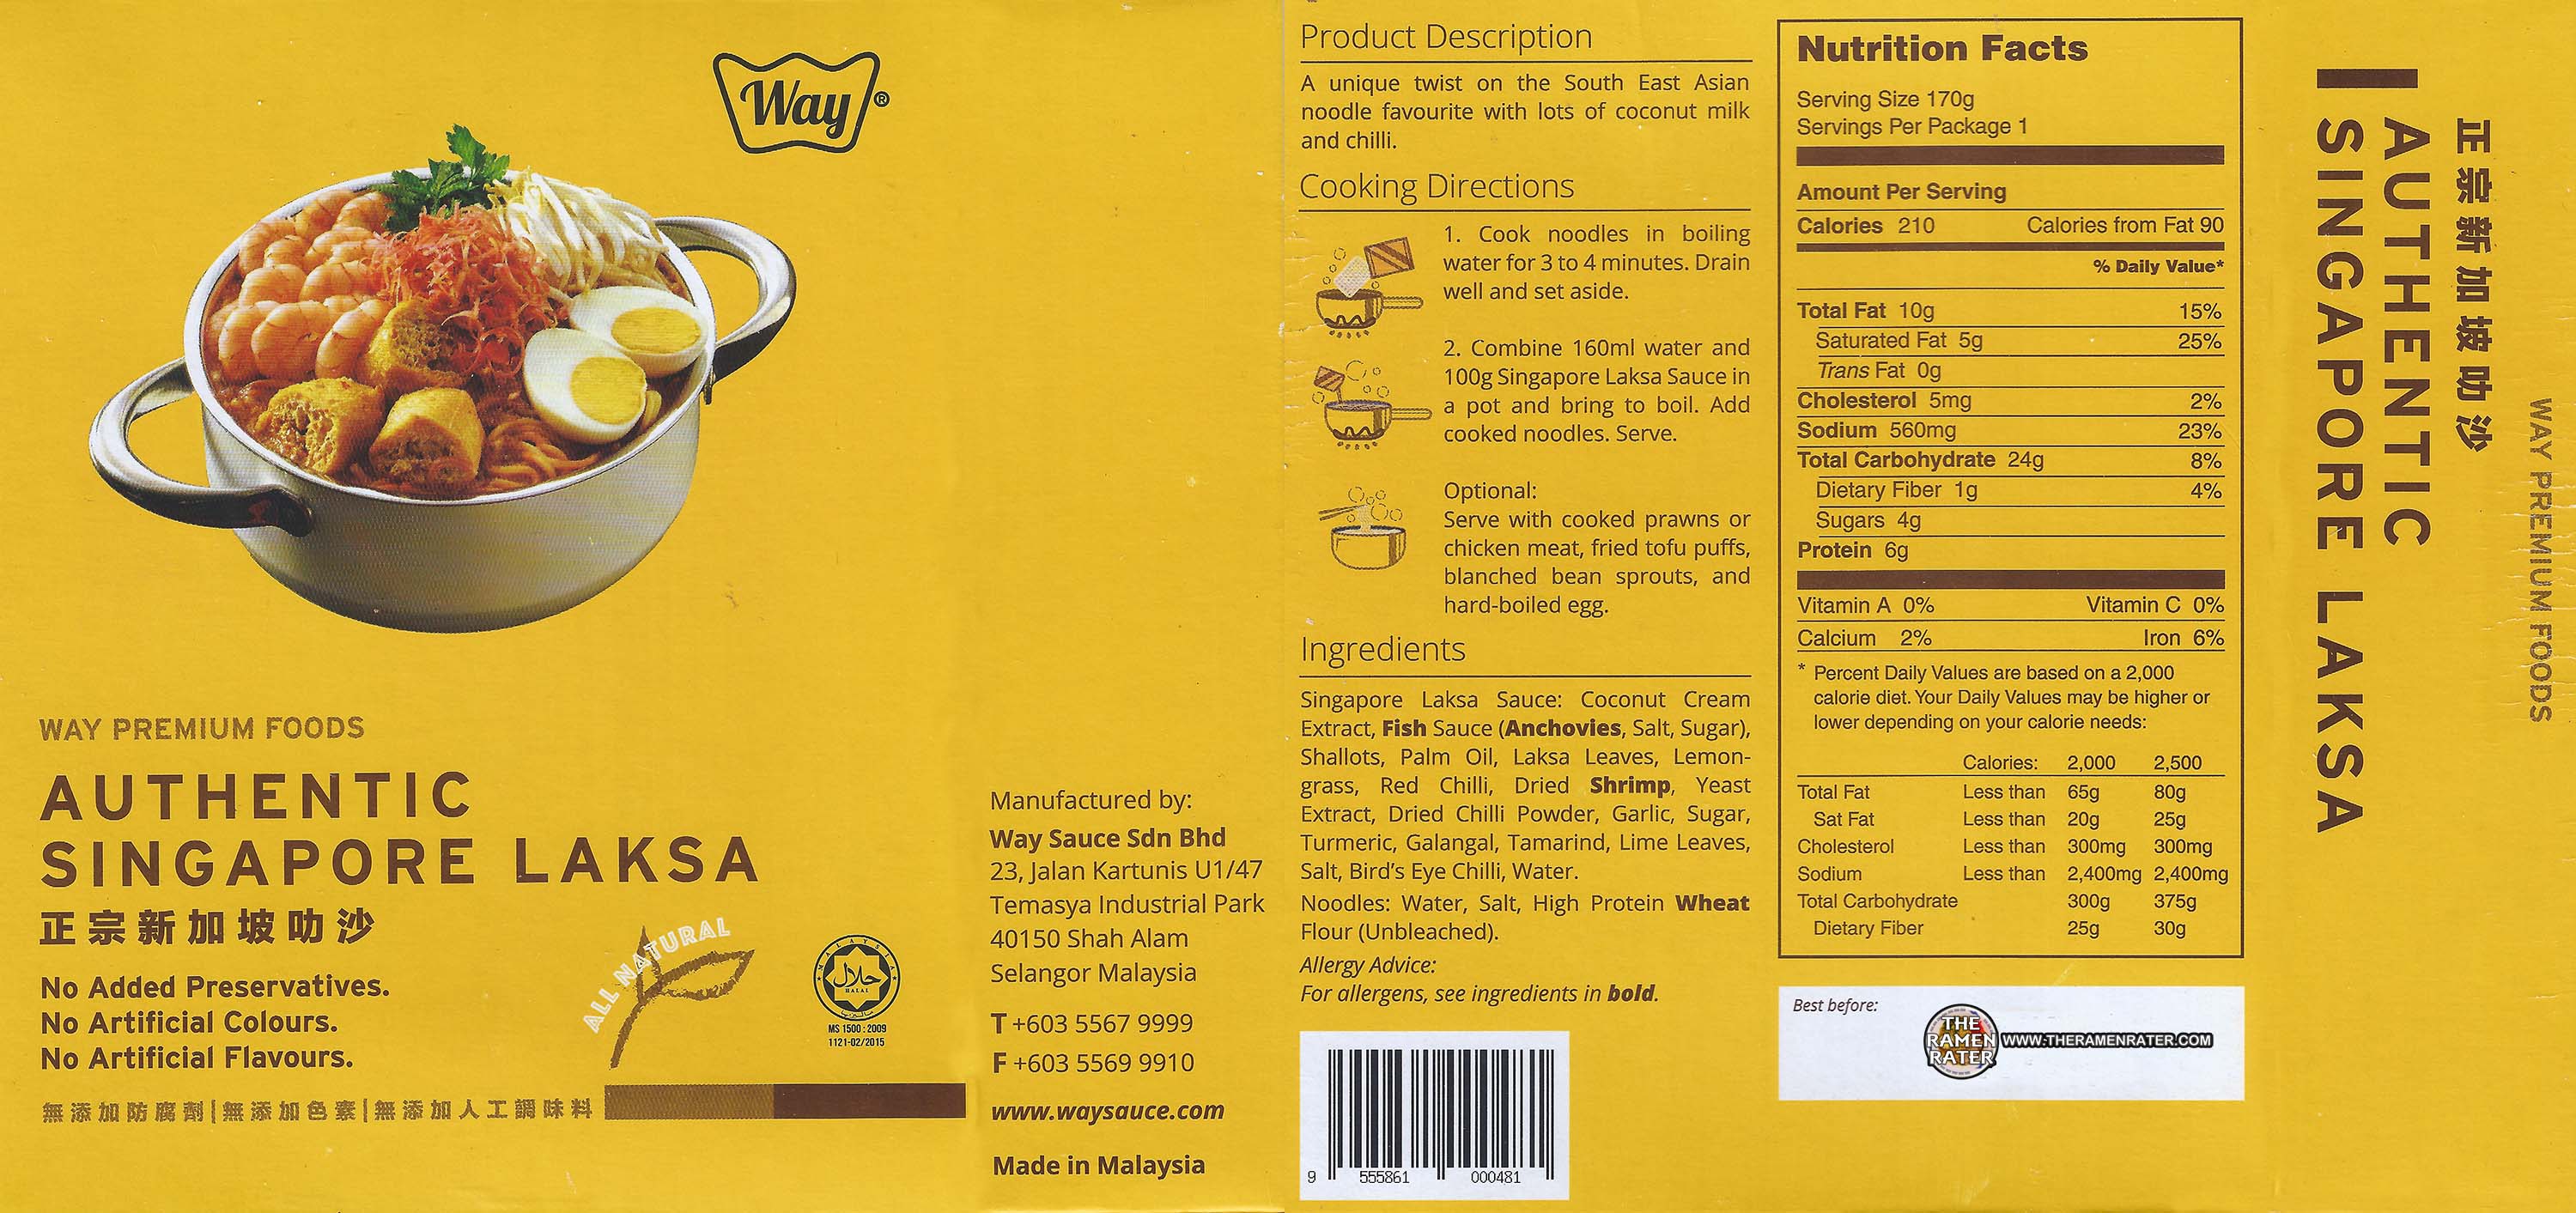 Way®
WAY PREMIUM FOODS
AUTHENTIC
SINGAPORE LAKSA
正宗新加坡叻沙
No Added Preservatives.
No Artificial Colours.
No Artificial Flavours.
無添加防腐劑|無添加色素|無添加人工調味料
ALL NATURAL
MALAYSIA
حلال
HALAL
MS 1500 : 2009
1121-02/2015
Manufactured by:
Way Sauce Sdn Bhd
23, Jalan Kartunis U1/47
Temasya Industrial Park
40150 Shah Alam
Selangor Malaysia
T +603 5567 9999
F +603 5569 9910
www.waysauce.com
Made in Malaysia
Product Description
A unique twist on the South East Asian
noodle favourite with lots of coconut milk
and chilli.
Cooking Directions
1. Cook noodles in boiling
water for 3 to 4 minutes. Drain
well and set aside.
2. Combine 160ml water and
100g Singapore Laksa Sauce in
a pot and bring to boil. Add
cooked noodles. Serve.
Optional:
Serve with cooked prawns or
chicken meat, fried tofu puffs,
blanched bean sprouts, and
hard-boiled egg.
Ingredients
Singapore Laksa Sauce: Coconut Cream
Extract, Fish Sauce (Anchovies, Salt, Sugar),
Shallots, Palm Oil, Laksa Leaves, Lemon-
grass, Red Chilli, Dried Shrimp, Yeast
Extract, Dried Chilli Powder, Garlic, Sugar,
Turmeric, Galangal, Tamarind, Lime Leaves,
Salt, Bird's Eye Chilli, Water.
Noodles: Water, Salt, High Protein Wheat
Flour (Unbleached).
Allergy Advice:
For allergens, see ingredients in bold.
9 555861 000481
Nutrition Facts
Serving Size 170g
Servings Per Package 1
Amount Per Serving
Calories 210 Calories from Fat 90
% Daily Value*
Total Fat 10g 15%
Saturated Fat 5g 25%
Trans Fat 0g
Cholesterol 5mg 2%
Sodium 560mg 23%
Total Carbohydrate 24g 8%
Dietary Fiber 1g 4%
Sugars 4g
Protein 6g
Vitamin A 0% Vitamin C 0%
Calcium 2% Iron 6%
* Percent Daily Values are based on a 2,000
calorie diet. Your Daily Values may be higher or
lower depending on your calorie needs:
Calories: 2,000 2,500
Total Fat Less than 65g 80g
Sat Fat Less than 20g 25g
Cholesterol Less than 300mg 300mg
Sodium Less than 2,400mg 2,400mg
Total Carbohydrate 300g 375g
Dietary Fiber 25g 30g
Best before:
THE
RAMEN
RATER
WWW.THERAMENRATER.COM
正宗新加坡叻沙
AUTHENTIC
SINGAPORE LAKSA
WAY PREMIUM FOODS